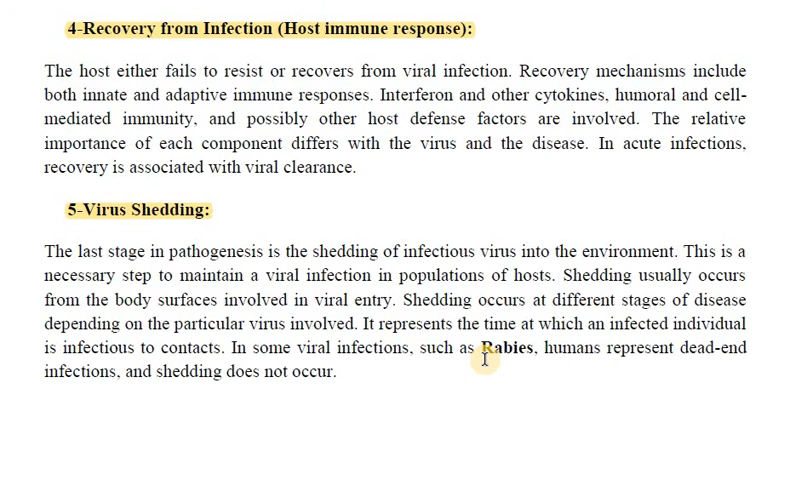 4-Recovery from Infection (Host immune response):
The host either fails to resist or recovers from viral infection. Recovery mechanisms include
both innate and adaptive immune responses. Interferon and other cytokines, humoral and cell-
mediated immunity, and possibly other host defense factors are involved. The relative
importance of each component differs with the virus and the disease. In acute infections,
recovery is associated with viral clearance.
5-Virus Shedding:
The last stage in pathogenesis is the shedding of infectious virus into the environment. This is a
necessary step to maintain a viral infection in populations of hosts. Shedding usually occurs
from the body surfaces involved in viral entry. Shedding occurs at different stages of disease
depending on the particular virus involved. It represents the time at which an infected individual
is infectious to contacts. In some viral infections, such as Rabies, humans represent dead-end
infections, and shedding does not occur.